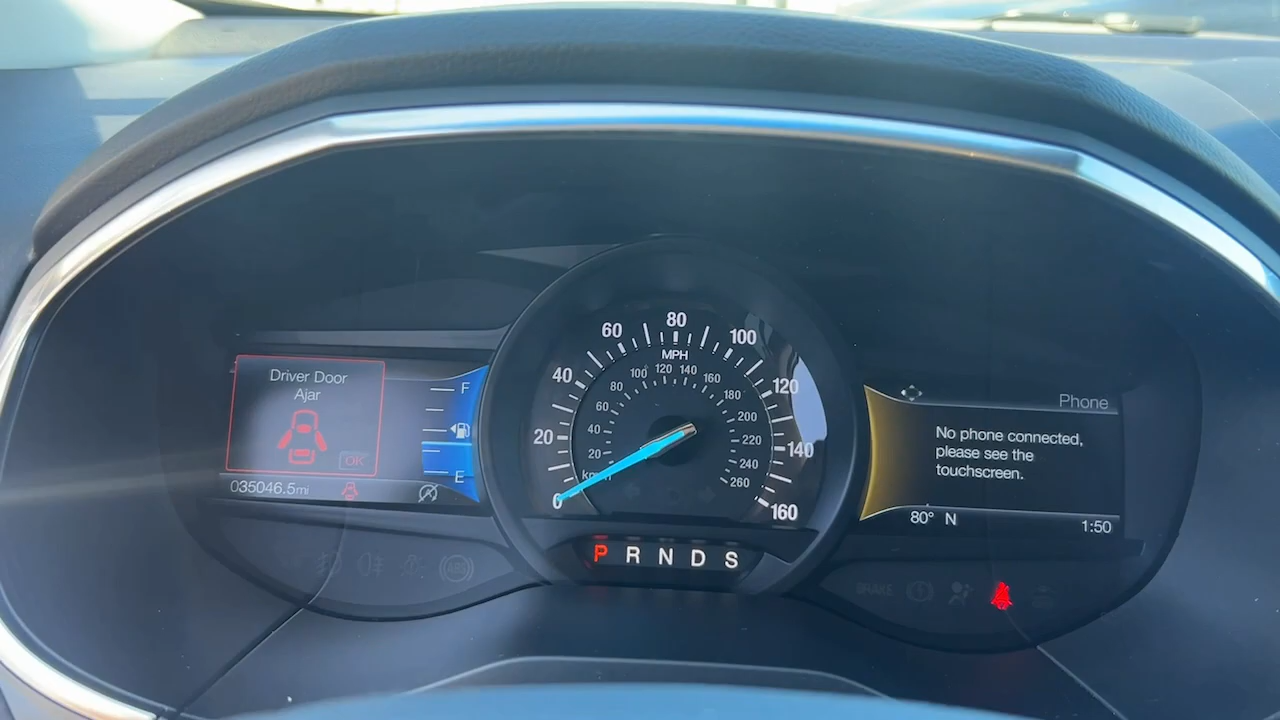 Driver Door
Ajar
OK
035046.5mi
F
E
0
20
40
60
80
100
120
140
160
MPH
20
40
60
80
100
120
140
160
180
200
220
240
260
P R N D S
Phone
No phone connected,
please see the
touchscreen.
80° N
1:50
BRAKE